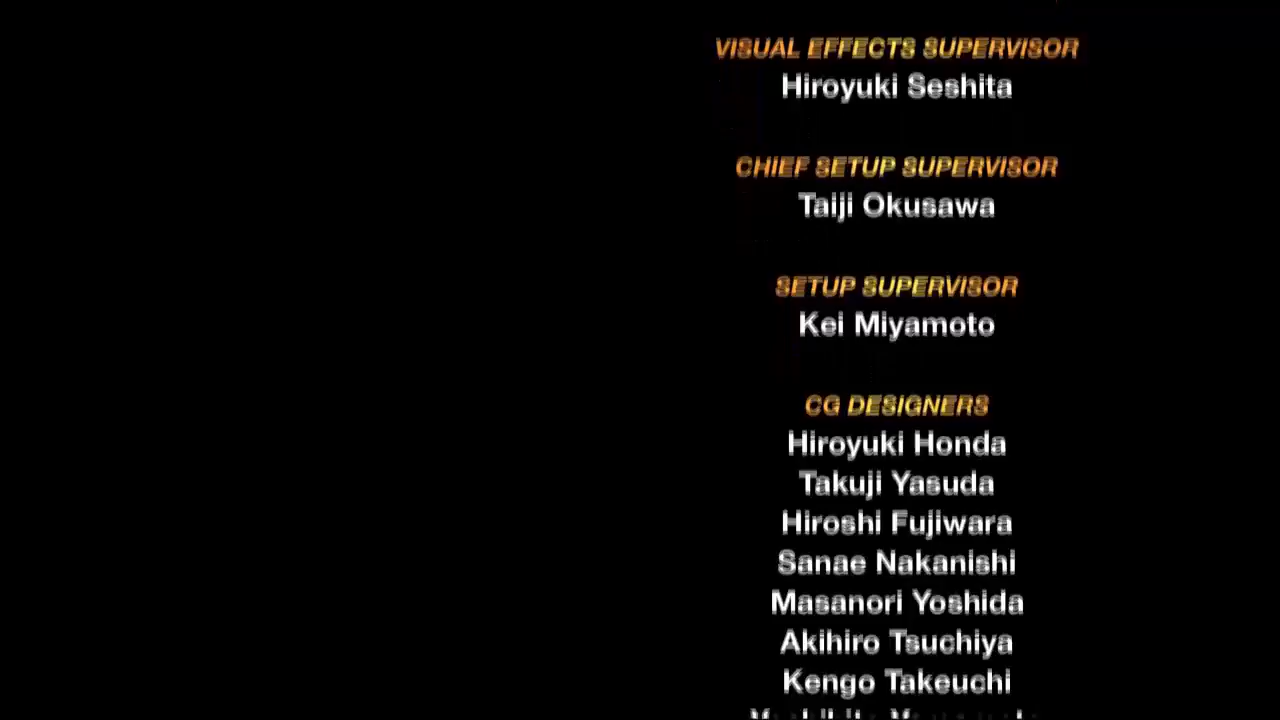 VISUAL EFFECTS SUPERVISOR
Hiroyuki Seshita
CHIEF SETUP SUPERVISOR
Taiji Okusawa
SETUP SUPERVISOR
Kei Miyamoto
CG DESIGNERS
Hiroyuki Honda
Takuji Yasuda
Hiroshi Fujiwara
Sanae Nakanishi
Masanori Yoshida
Akihiro Tsuchiya
Kengo Takeuchi